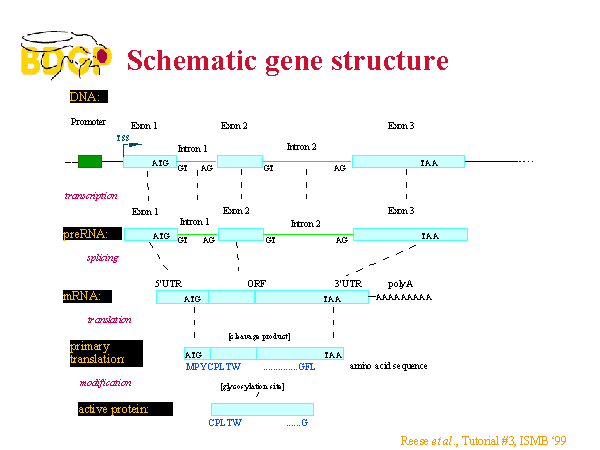 BDGP
Schematic gene structure
DNA:
Promoter
TSS
Exon 1
Exon 2
Exon 3
Intron 1
Intron 2
ATG
GT
AG
GT
AG
TAA
transcription
Exon 1
Intron 1
Exon 2
Intron 2
Exon 3
preRNA:
ATG
GT
AG
GT
AG
TAA
splicing
5'UTR
ORF
3'UTR
polyA
mRNA:
ATG
TAA
AAAAAAAAA
translation
[cleavage product]
primary
translation:
ATG
TAA
MPYCPLTW
..............GFL
amino acid sequence
modification
[glycosylation site]
active protein:
CPLTW
......G
Reese et al., Tutorial #3, ISMB '99